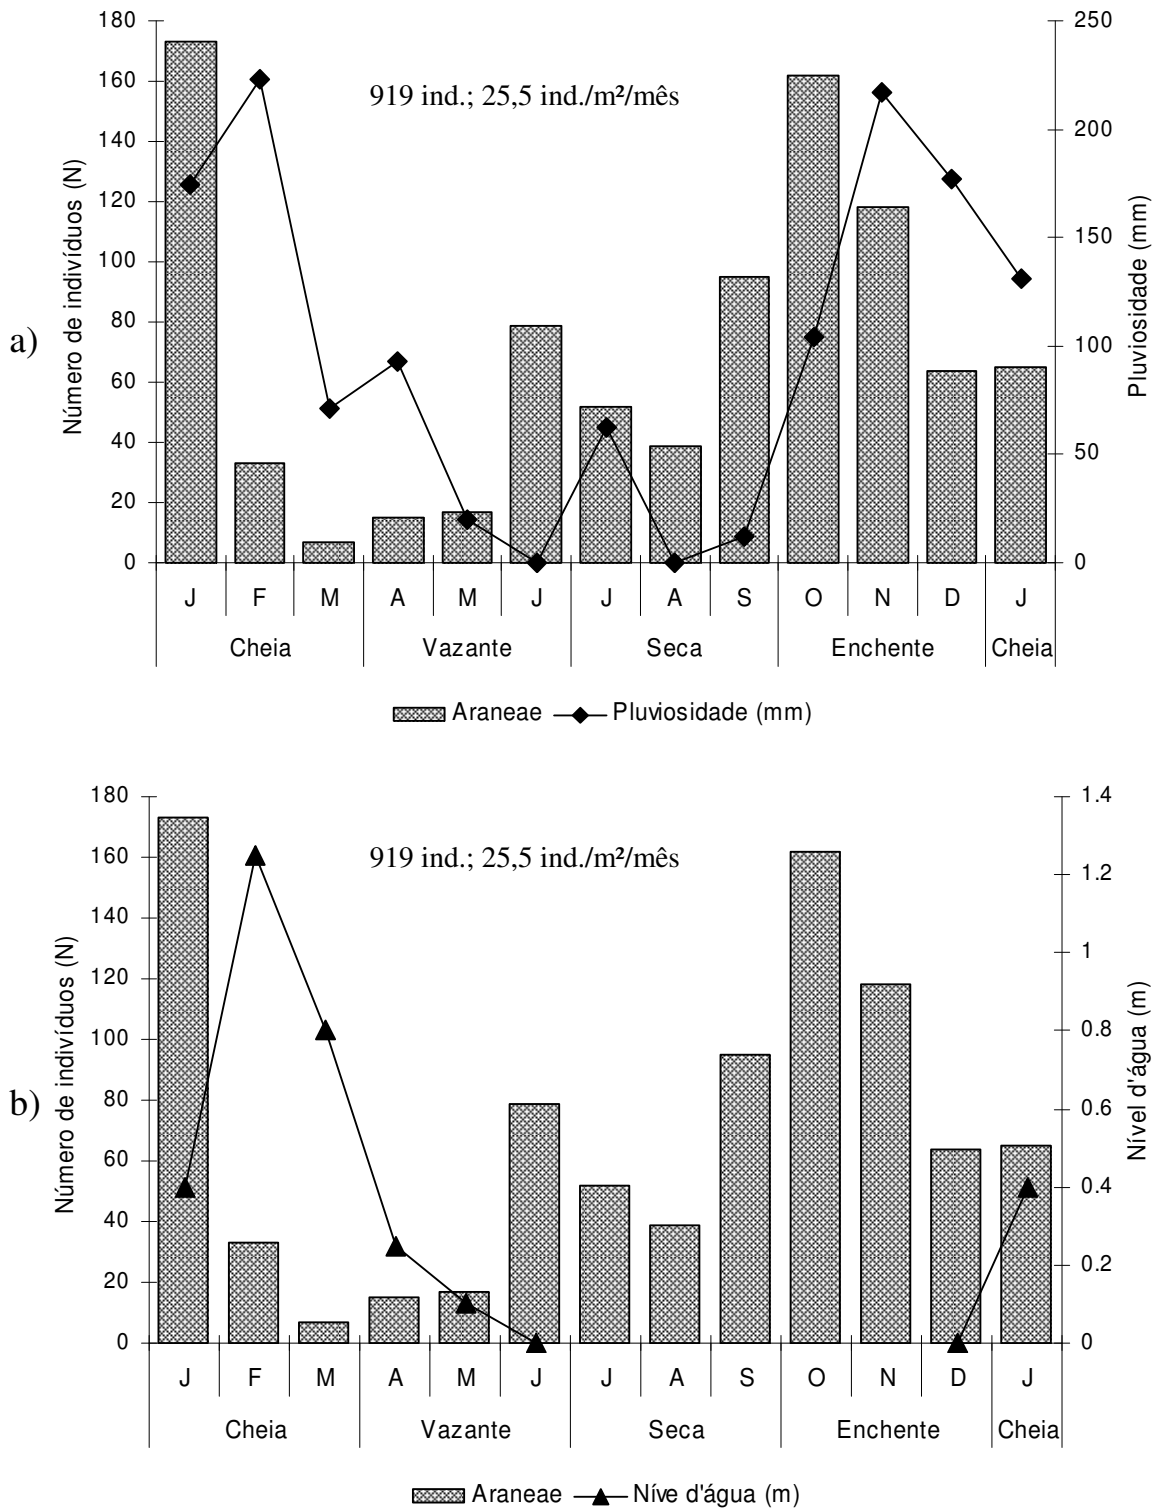 180
160
140
120
100
80
60
40
20
0
Número de indivíduos (N)
a)
919 ind.; 25,5 ind./m²/mês
250
200
150
100
50
0
Pluviosidade (mm)
J F M A M J J A S O N D J
Cheia Vazante Seca Enchente Cheia
Araneae Pluviosidade (mm)
180
160
140
120
100
80
60
40
20
0
Número de indivíduos (N)
b)
919 ind.; 25,5 ind./m²/mês
1.4
1.2
1
0.8
0.6
0.4
0.2
0
Nível d'água (m)
J F M A M J J A S O N D J
Cheia Vazante Seca Enchente Cheia
Araneae Níve d'água (m)